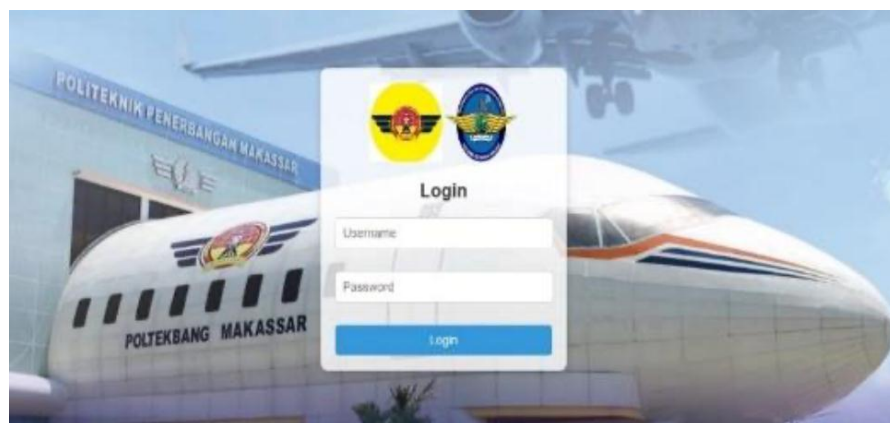 POLITEKNIK PENERBANGAN MAKASSAR
Login
Username
Password
Login
POLTEKBANG MAKASSAR